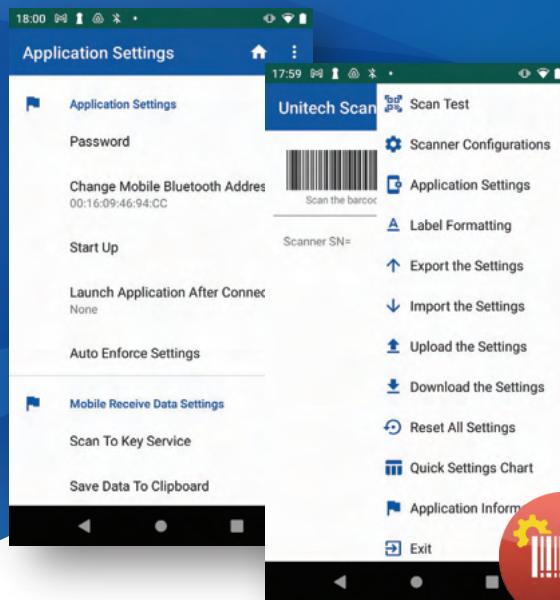 18:00
Application Settings
Application Settings
Password
Change Mobile Bluetooth Addres
00:16:09:46:94:CC
Start Up
Launch Application After Connec
None
Auto Enforce Settings
Mobile Receive Data Settings
Scan To Key Service
Save Data To Clipboard
17:59
Unitech Scan
Scan the barcod
Scanner SN=
Scan Test
Scanner Configurations
Application Settings
Label Formatting
Export the Settings
Import the Settings
Upload the Settings
Download the Settings
Reset All Settings
Quick Settings Chart
Application Inform
Exit